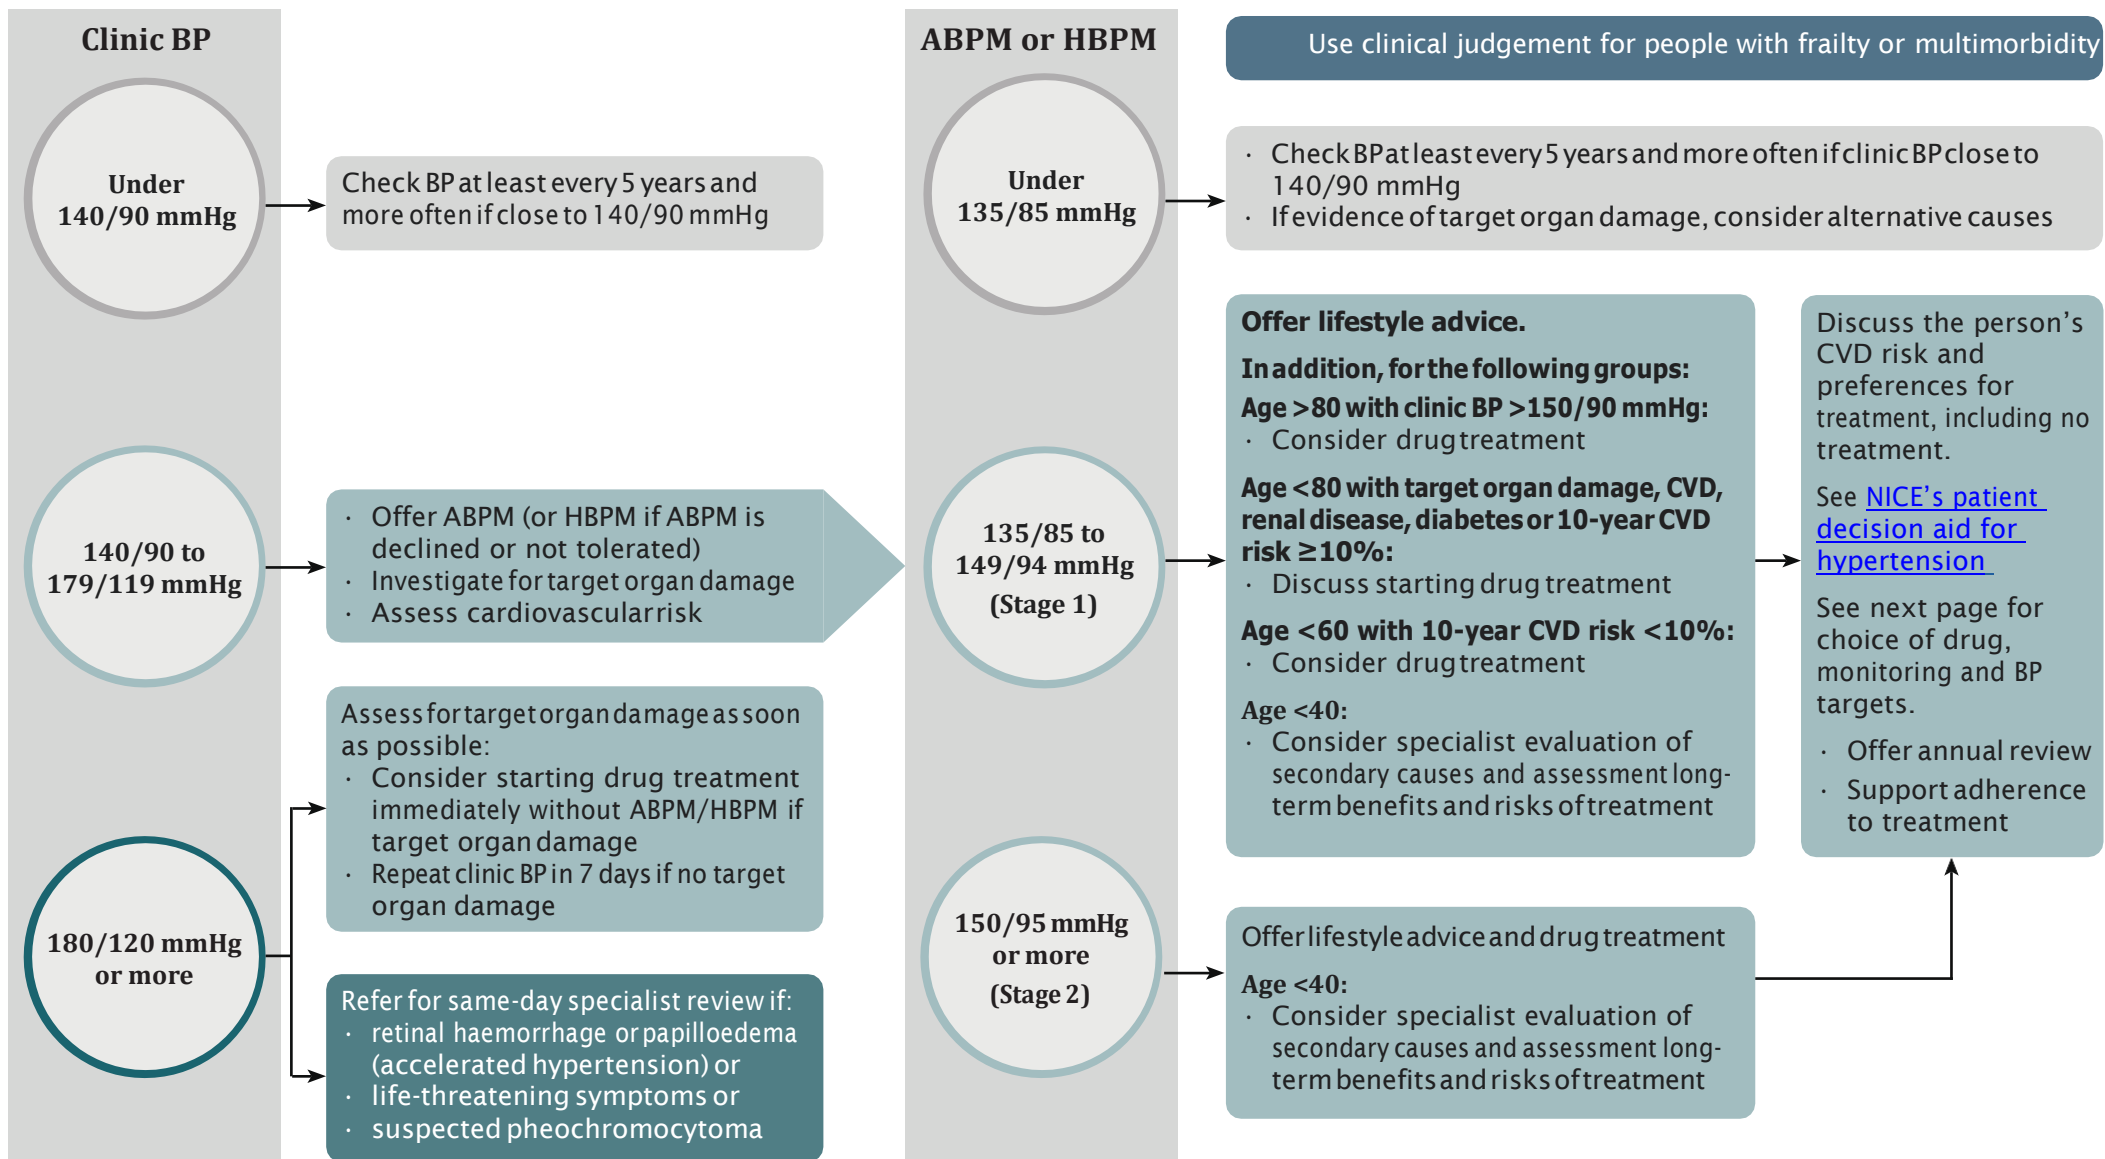 Clinic BP
Under
140/90 mmHg
Check BP at least every 5 years and
more often if close to 140/90 mmHg
140/90 to
179/119 mmHg
· Offer ABPM (or HBPM if ABPM is
declined or not tolerated)
· Investigate for target organ damage
· Assess cardiovascular risk
180/120 mmHg
or more
Assess for target organ damage as soon
as possible:
· Consider starting drug treatment
immediately without ABPM/HBPM if
target organ damage
· Repeat clinic BP in 7 days if no target
organ damage
Refer for same-day specialist review if:
· retinal haemorrhage or papilloedema
(accelerated hypertension) or
· life-threatening symptoms or
· suspected pheochromocytoma
ABPM or HBPM
Use clinical judgement for people with frailty or multimorbidity
Under
135/85 mmHg
· Check BP at least every 5 years and more often if clinic BP close to
140/90 mmHg
· If evidence of target organ damage, consider alternative causes
135/85 to
149/94 mmHg
(Stage 1)
Offer lifestyle advice.
In addition, for the following groups:
Age >80 with clinic BP >150/90 mmHg:
· Consider drug treatment
Age <80 with target organ damage, CVD,
renal disease, diabetes or 10-year CVD
risk ≥10%:
· Discuss starting drug treatment
Age <60 with 10-year CVD risk <10%:
· Consider drug treatment
Age <40:
· Consider specialist evaluation of
secondary causes and assessment long-
term benefits and risks of treatment
Discuss the person’s
CVD risk and
preferences for
treatment, including no
treatment.
See NICE’s patient
decision aid for
hypertension
See next page for
choice of drug,
monitoring and BP
targets.
· Offer annual review
· Support adherence
to treatment
150/95 mmHg
or more
(Stage 2)
Offer lifestyle advice and drug treatment
Age <40:
· Consider specialist evaluation of
secondary causes and assessment long-
term benefits and risks of treatment